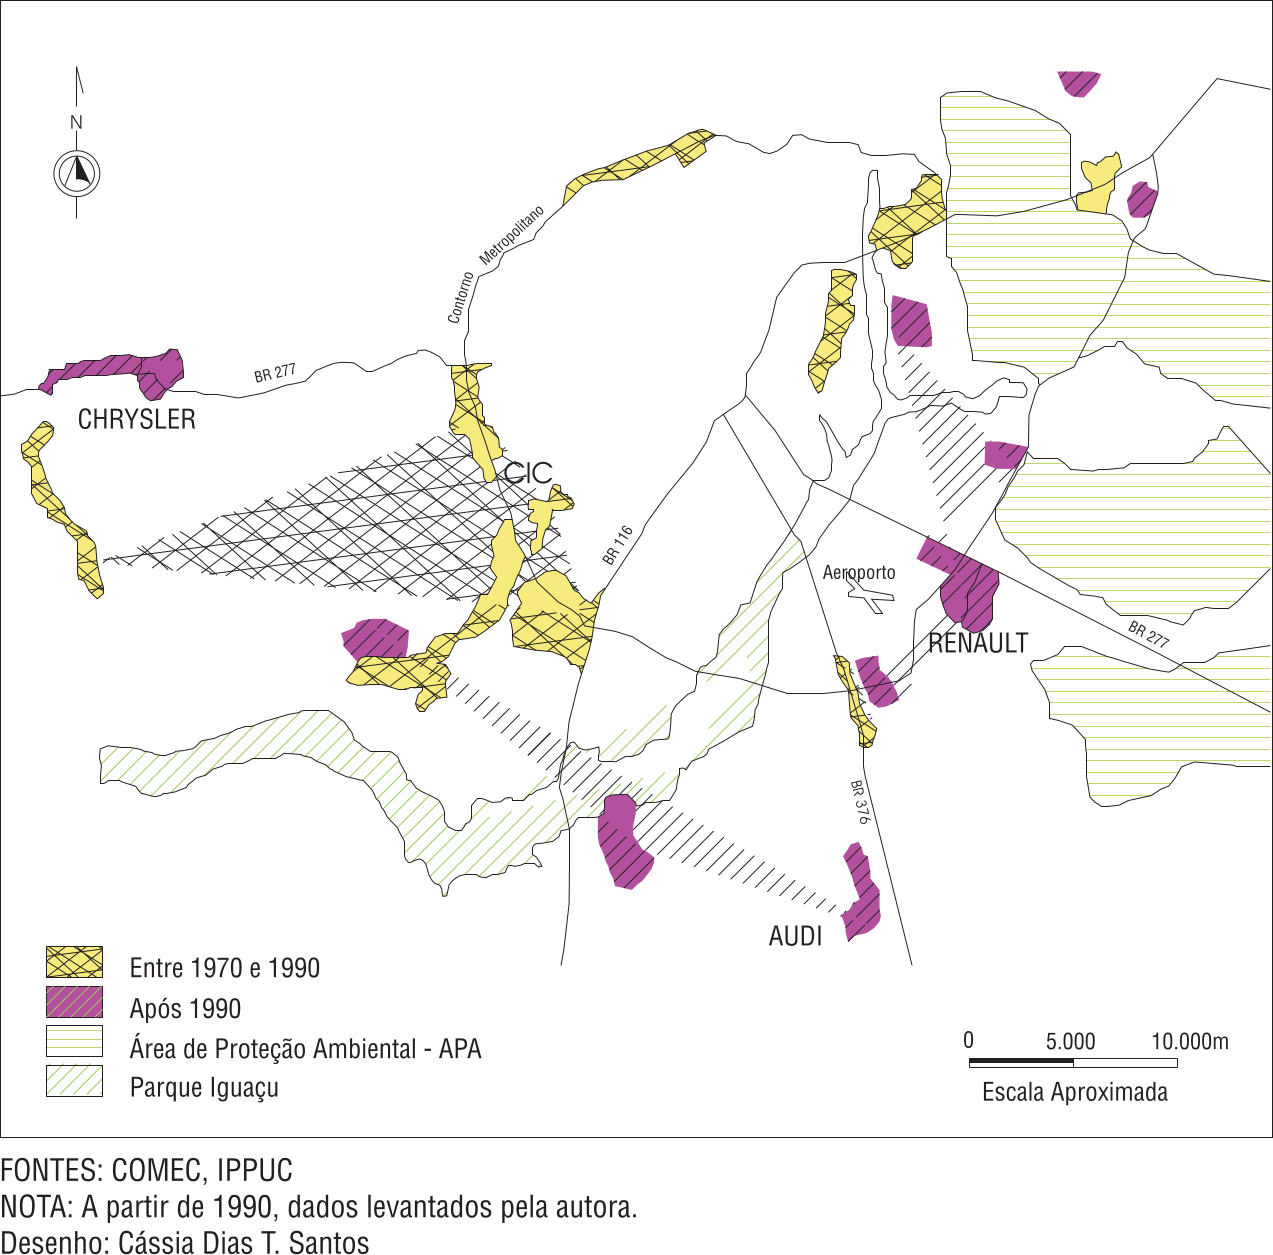 N
Contorno Metropolitano
BR 277
CHRYSLER
CIC
BR 116
Aeroporto
RENAULT
BR 277
BR 376
AUDI
Entre 1970 e 1990
Após 1990
Área de Proteção Ambiental - APA
Parque Iguaçu
0 5.000 10.000m
Escala Aproximada
FONTES: COMEC, IPPUC
NOTA: A partir de 1990, dados levantados pela autora.
Desenho: Cássia Dias T. Santos